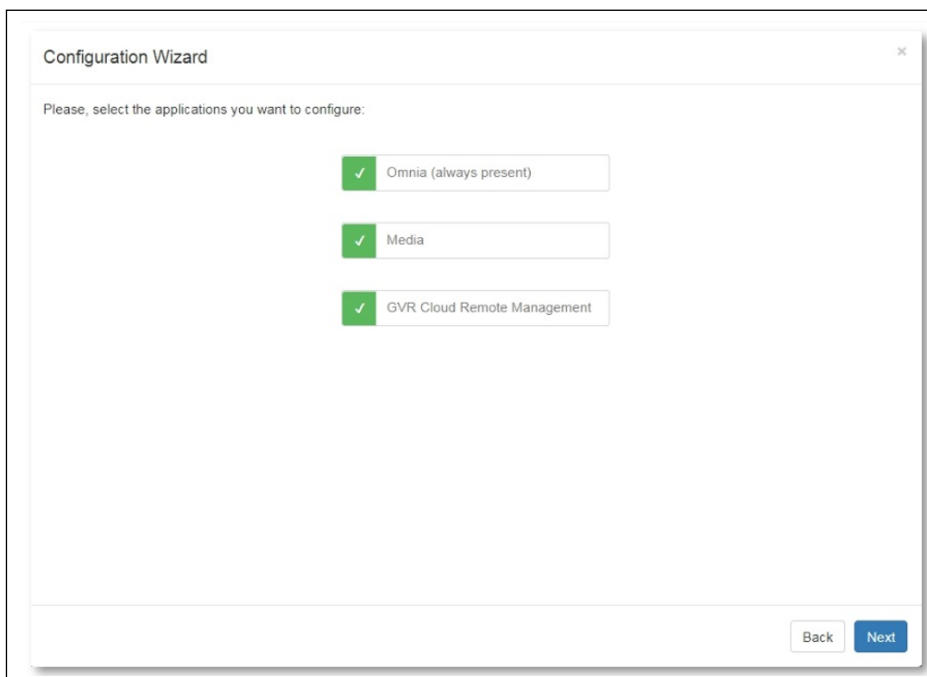 Configuration Wizard
×
Please, select the applications you want to configure:
✓ Omnia (always present)
✓ Media
✓ GVR Cloud Remote Management
Back Next